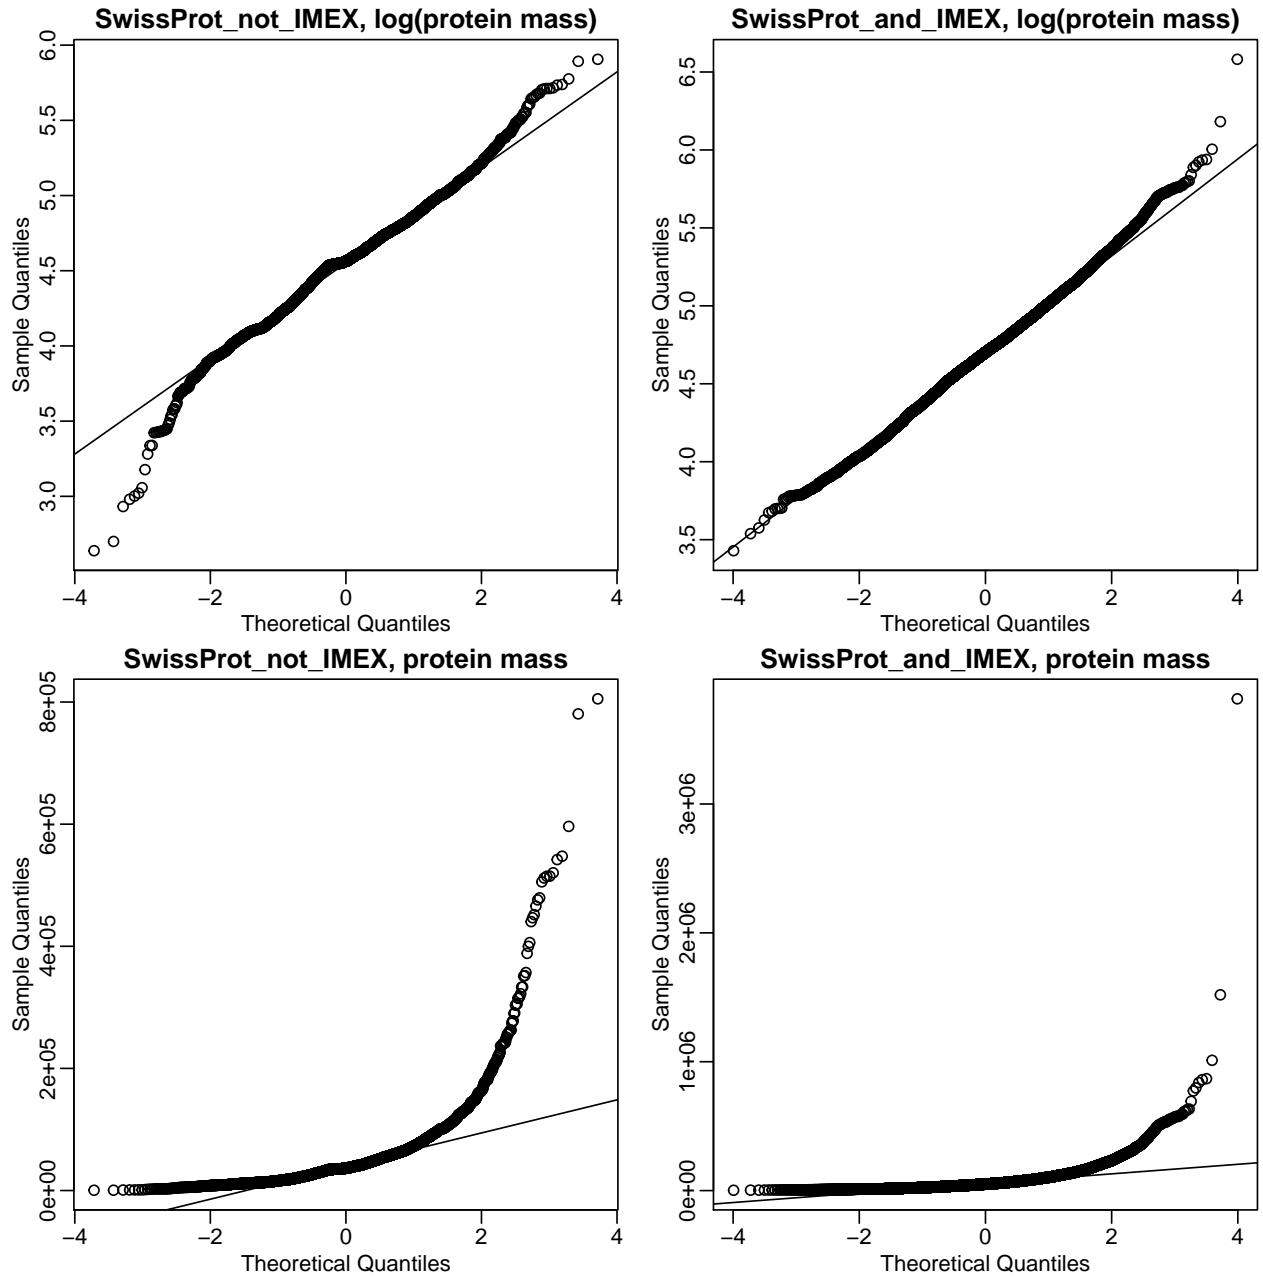 SwissProt_not_IMEX, log(protein mass)
Sample Quantiles
3.0 3.5 4.0 4.5 5.0 5.5 6.0
−4 −2 0 2 4
Theoretical Quantiles
SwissProt_and_IMEX, log(protein mass)
Sample Quantiles
3.5 4.0 4.5 5.0 5.5 6.0 6.5
−4 −2 0 2 4
Theoretical Quantiles
SwissProt_not_IMEX, protein mass
Sample Quantiles
0e+00 2e+05 4e+05 6e+05 8e+05
−4 −2 0 2 4
Theoretical Quantiles
SwissProt_and_IMEX, protein mass
Sample Quantiles
0e+00 1e+06 2e+06 3e+06
−4 −2 0 2 4
Theoretical Quantiles